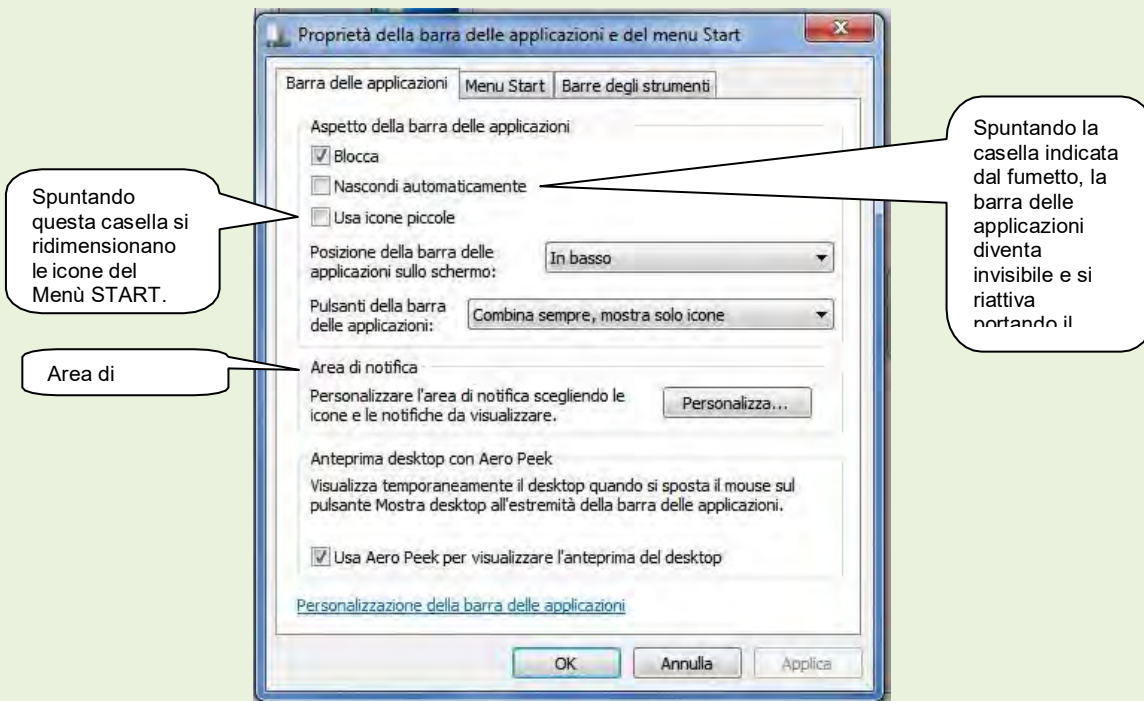 Proprietà della barra delle applicazioni e del menu Start
Barra delle applicazioni
Menu Start
Barre degli strumenti
Aspetto della barra delle applicazioni
Blocca
Nascondi automaticamente
Usa icone piccole
Posizione della barra delle
applicazioni sullo schermo:
In basso
Pulsanti della barra
delle applicazioni:
Combina sempre, mostra solo icone
Area di notifica
Personalizzare l'area di notifica scegliendo le
icone e le notifiche da visualizzare.
Personalizza...
Anteprima desktop con Aero Peek
Visualizza temporaneamente il desktop quando si sposta il mouse sul
pulsante Mostra desktop all'estremità della barra delle applicazioni.
Usa Aero Peek per visualizzare l'anteprima del desktop
Personalizzazione della barra delle applicazioni
OK
Annulla
Applica
Spuntando
questa casella si
ridimensionano
le icone del
Menù START.
Area di
Spuntando la
casella indicata
dal fumetto, la
barra delle
applicazioni
diventa
invisibile e si
riattiva
portando il